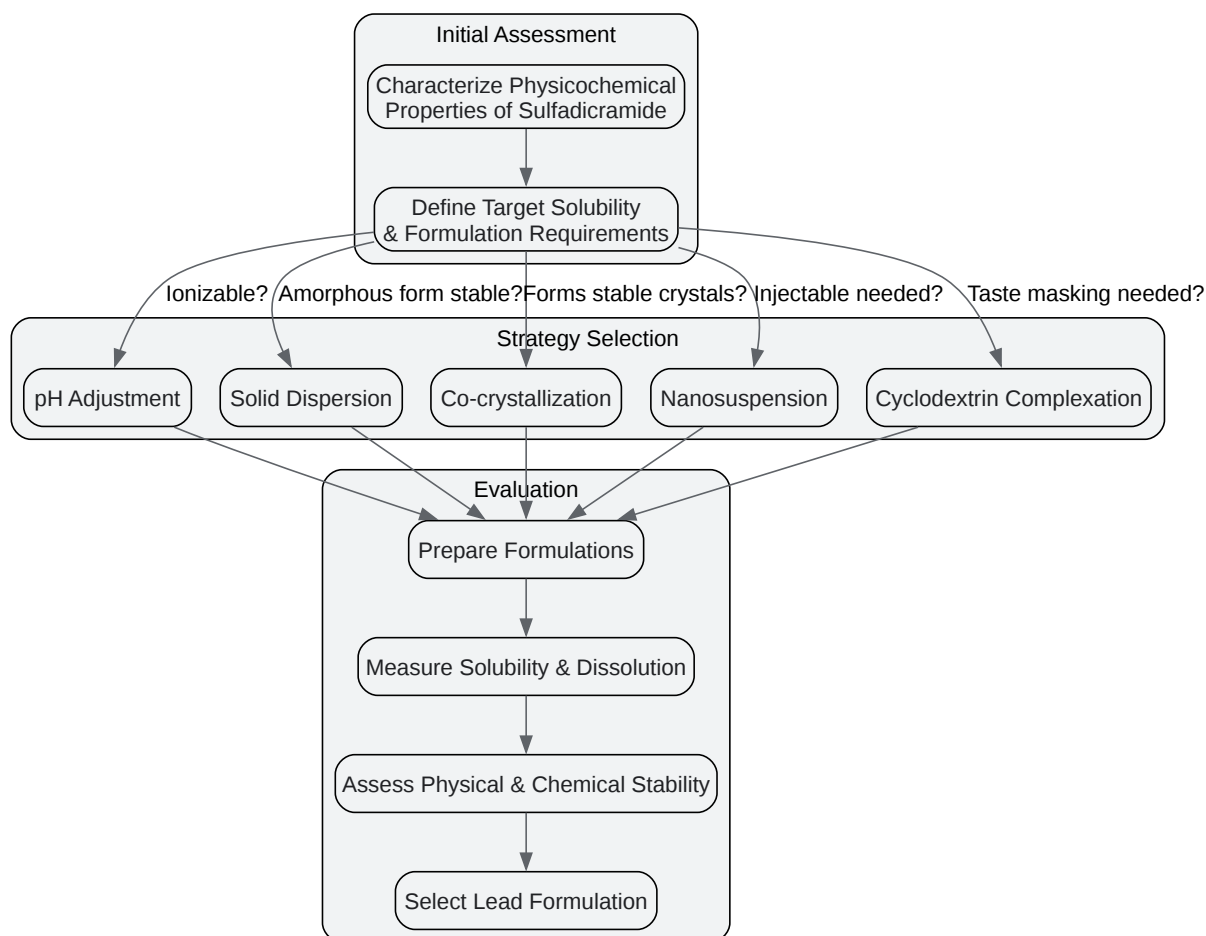 Initial Assessment
Characterize Physicochemical
Properties of Sulfadicramide
Define Target Solubility
& Formulation Requirements
Ionizable?
Amorphous form stable?
Forms stable crystals?
Injectable needed?
Taste masking needed?
Strategy Selection
pH Adjustment
Solid Dispersion
Co-crystallization
Nanosuspension
Cyclodextrin Complexation
Evaluation
Prepare Formulations
Measure Solubility & Dissolution
Assess Physical & Chemical Stability
Select Lead Formulation